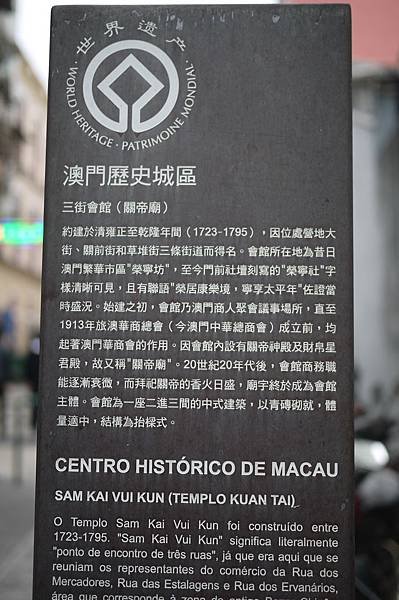 世界遗产
WORLD HERITAGE · PATRIMOINE MONDIAL
澳門歷史城區
三街會館（關帝廟）
約建於清雍正至乾隆年間（1723-1795），因位處營地大
街、關前街和草堆街三條街道而得名。會館所在地為昔日
澳門繁華市區"榮寧坊"，至今門前社壇刻寫的"榮寧社"字
樣清晰可見，且有聯語"榮居康樂境，寧享太平年"在證當
時盛況。始建之初，會館乃澳門商人聚會議事場所，直至
1913年旅澳華商總會（今澳門中華總商會）成立前，均
起著澳門華商會的作用。因會館內設有關帝神殿及財帛星
君殿，故又稱"關帝廟"。20世紀20年代後，會館商務職
能逐漸衰微，而拜祀關帝的香火日盛，廟宇終於成為會館
主體。會館為一座二進三間的中式建築，以青磚砌就，體
量適中，結構為抬樑式。
CENTRO HISTÓRICO DE MACAU
SAM KAI VUI KUN (TEMPLO KUAN TAI)
O Templo Sam Kai Vui Kun foi construído entre
1723-1795. "Sam Kai Vui Kun" significa literalmente
"ponto de encontro de três ruas", já que era aqui que se
reuniam os representantes do comércio da Rua dos
Mercadores, Rua das Estalagens e Rua dos Ervanários,
área que corresponde à zona do antigo